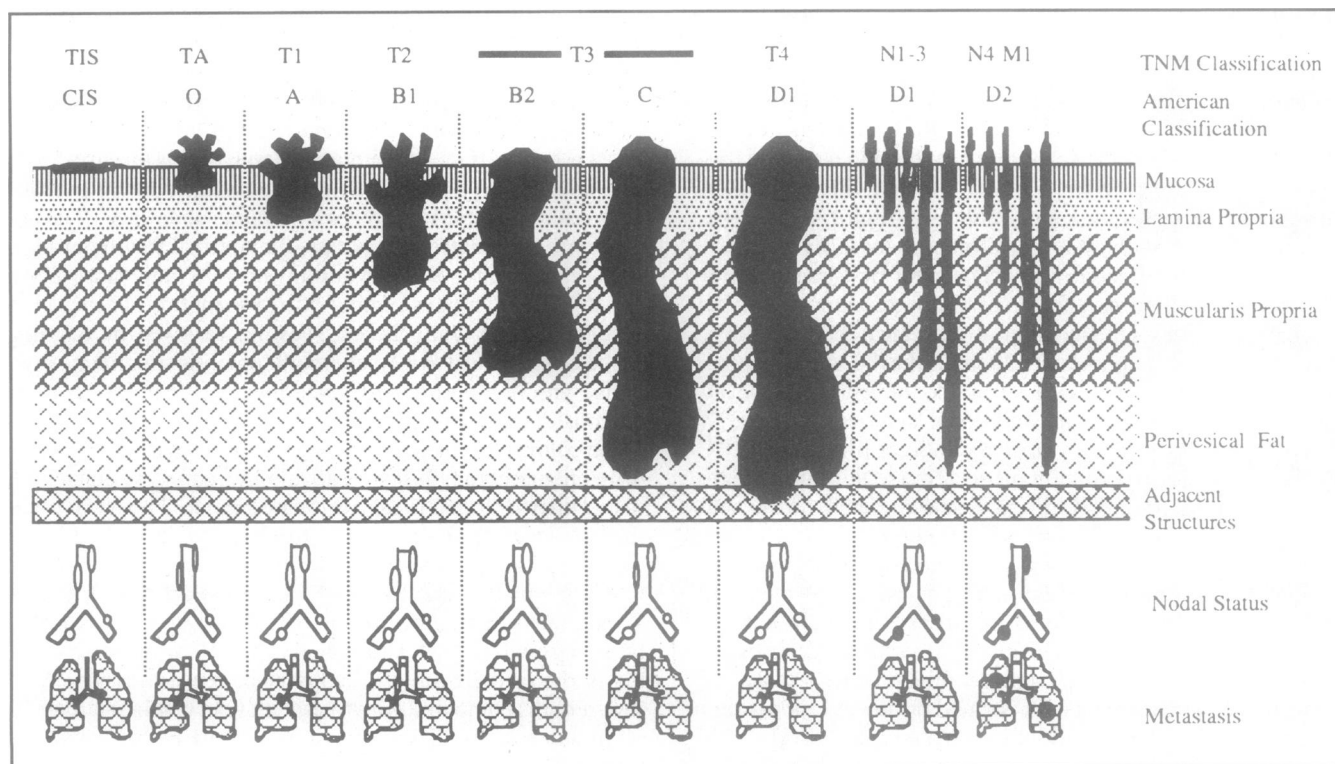 TIS TA T1 T2 T3 T4 N1-3 N4 M1 TNM Classification
CIS O A B1 B2 C D1 D1 D2 American
Classification
Mucosa
Lamina Propria
Muscularis Propria
Perivesical Fat
Adjacent
Structures
Nodal Status
Metastasis